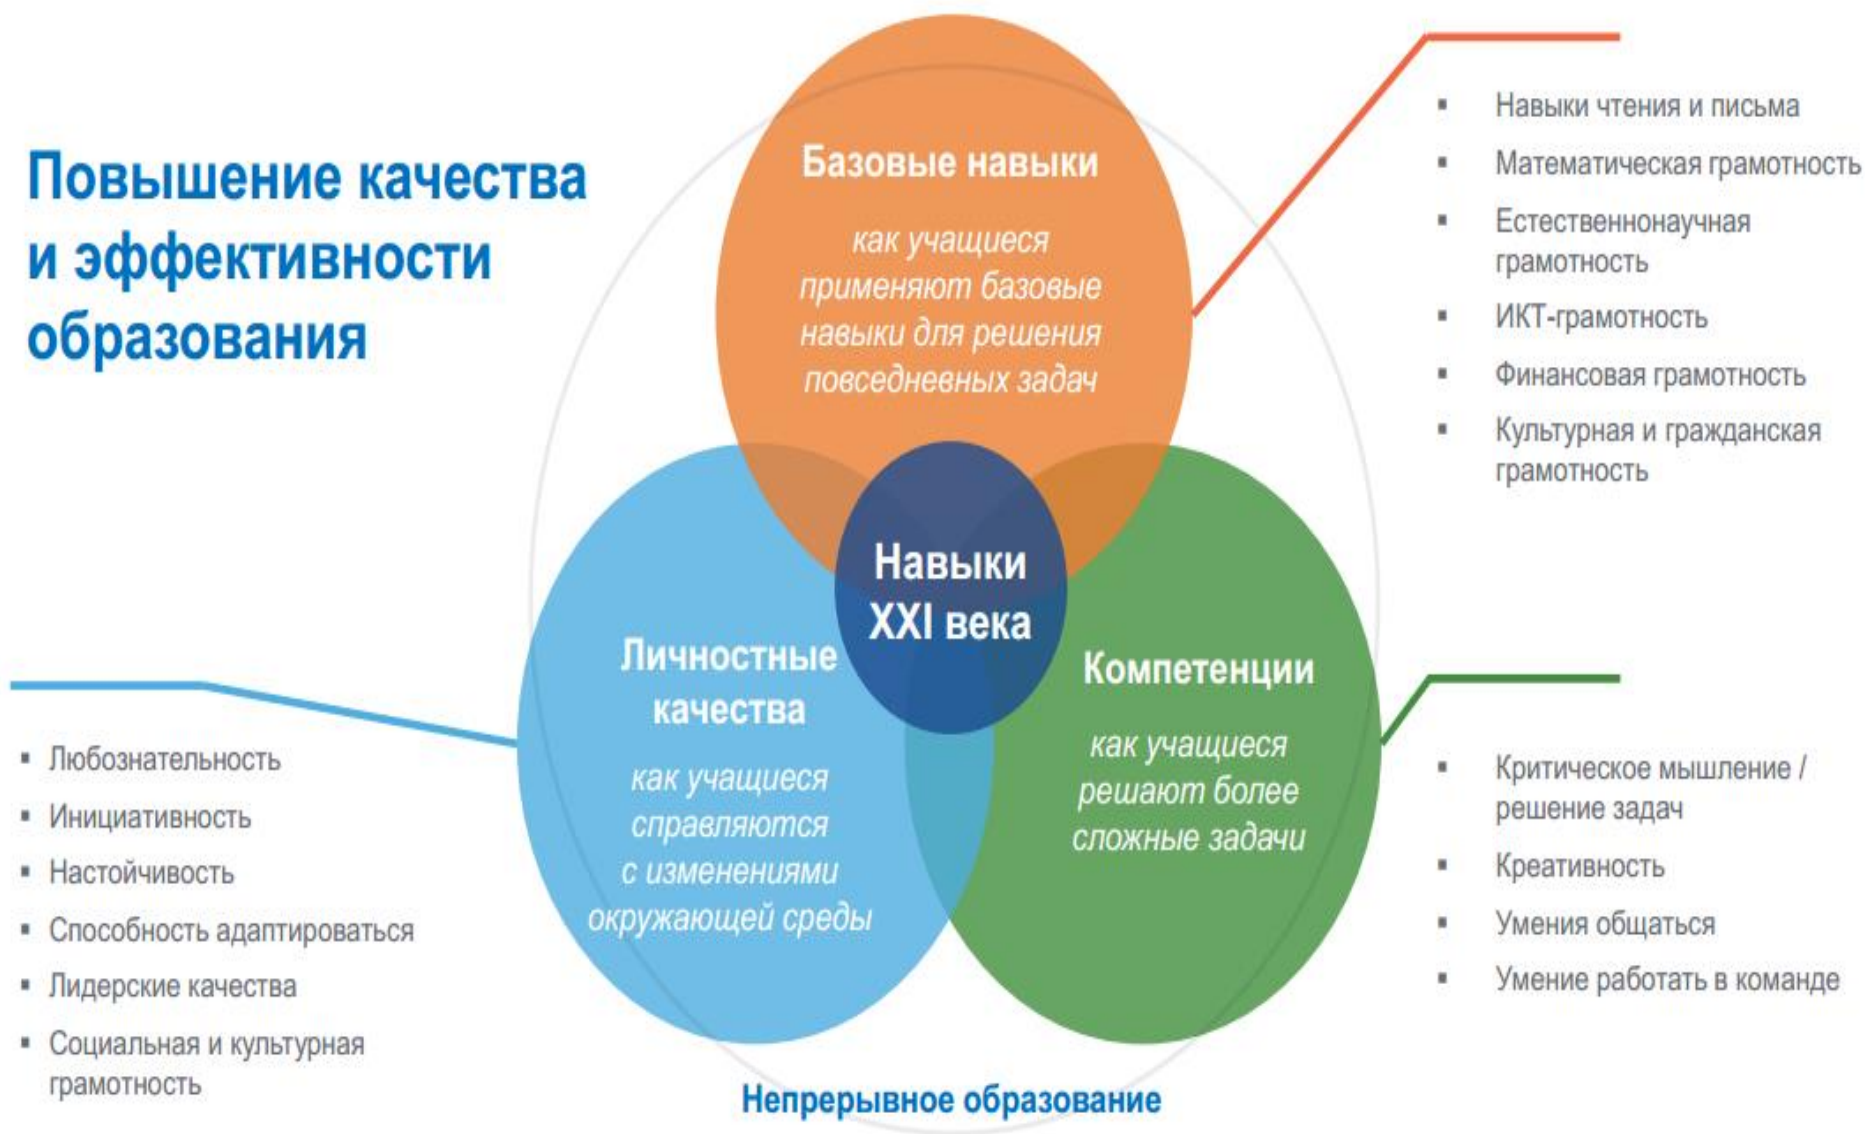 Повышение качества
и эффективности
образования
Базовые навыки
как учащиеся
применяют базовые
навыки для решения
повседневных задач
▪ Навыки чтения и письма
▪ Математическая грамотность
▪ Естественнонаучная
грамотность
▪ ИКТ-грамотность
▪ Финансовая грамотность
▪ Культурная и гражданская
грамотность
Навыки
XXI века
Личностные
качества
как учащиеся
справляются
с изменениями
окружающей среды
▪ Любознательность
▪ Инициативность
▪ Настойчивость
▪ Способность адаптироваться
▪ Лидерские качества
▪ Социальная и культурная
грамотность
Компетенции
как учащиеся
решают более
сложные задачи
▪ Критическое мышление /
решение задач
▪ Креативность
▪ Умения общаться
▪ Умение работать в команде
Непрерывное образование